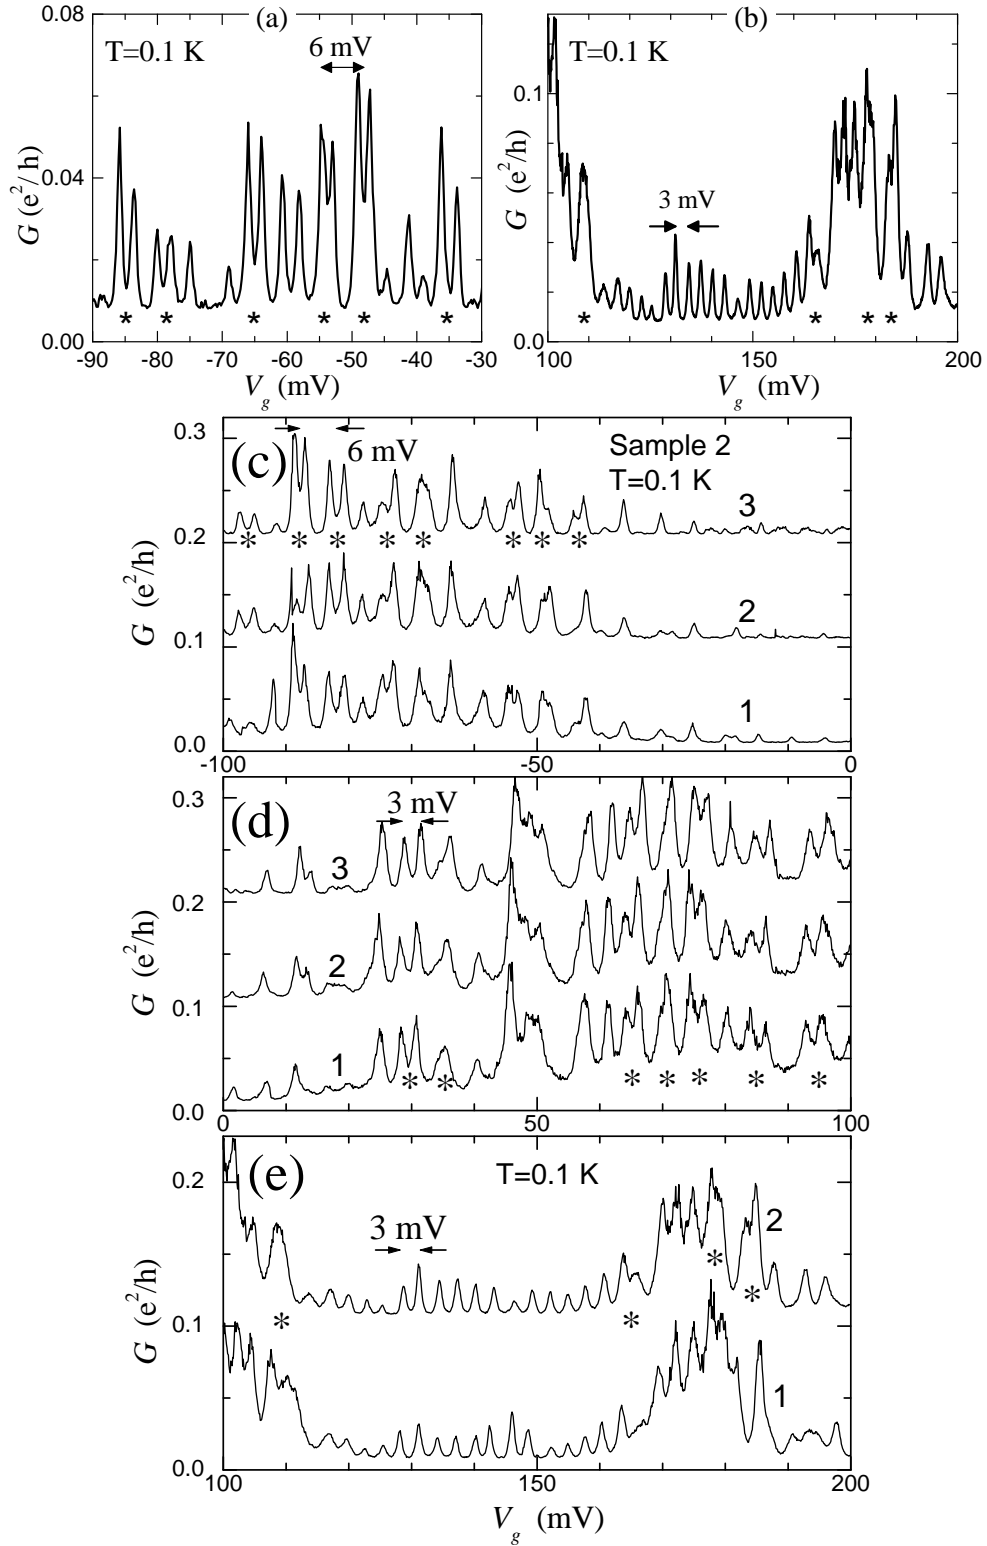 (a)
T=0.1 K
6 mV
0.08
0.04
0.00
G (e²/h)
* * * * * *
-90 -80 -70 -60 -50 -40 -30
V_g (mV)
(b)
T=0.1 K
3 mV
0.1
G (e²/h)
* * * *
100 150 200
V_g (mV)
(c)
6 mV
Sample 2
T=0.1 K
3
* * * * * * * *
2
1
0.3
0.2
0.1
0.0
G (e²/h)
-100 -50 0
(d)
3 mV
3
2
1
* * * * * * *
0.3
0.2
0.1
0.0
G (e²/h)
0 50 100
(e)
T=0.1 K
3 mV
2
* * * *
1
0.2
0.1
0.0
G (e²/h)
100 150 200
V_g (mV)